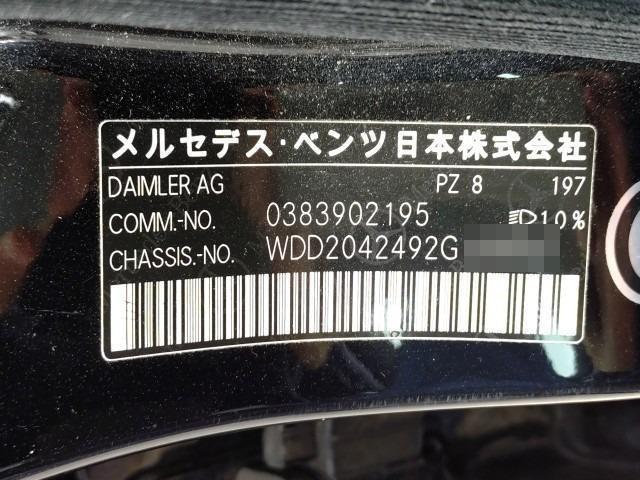 メルセデス・ベンツ日本株式会社
DAIMLER AG PZ 8 197
COMM.-NO. 0383902195 10%
CHASSIS.-NO. WDD2042492G